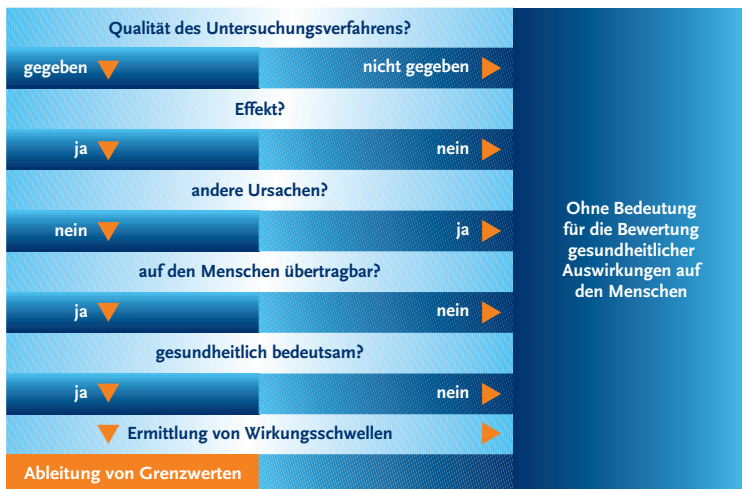 Qualität des Untersuchungsverfahrens?
gegeben nicht gegeben
Effekt?
ja nein
andere Ursachen?
nein ja
auf den Menschen übertragbar?
ja nein
gesundheitlich bedeutsam?
ja nein
Ermittlung von Wirkungsschwellen
Ableitung von Grenzwerten
Ohne Bedeutung
für die Bewertung
gesundheitlicher
Auswirkungen auf
den Menschen